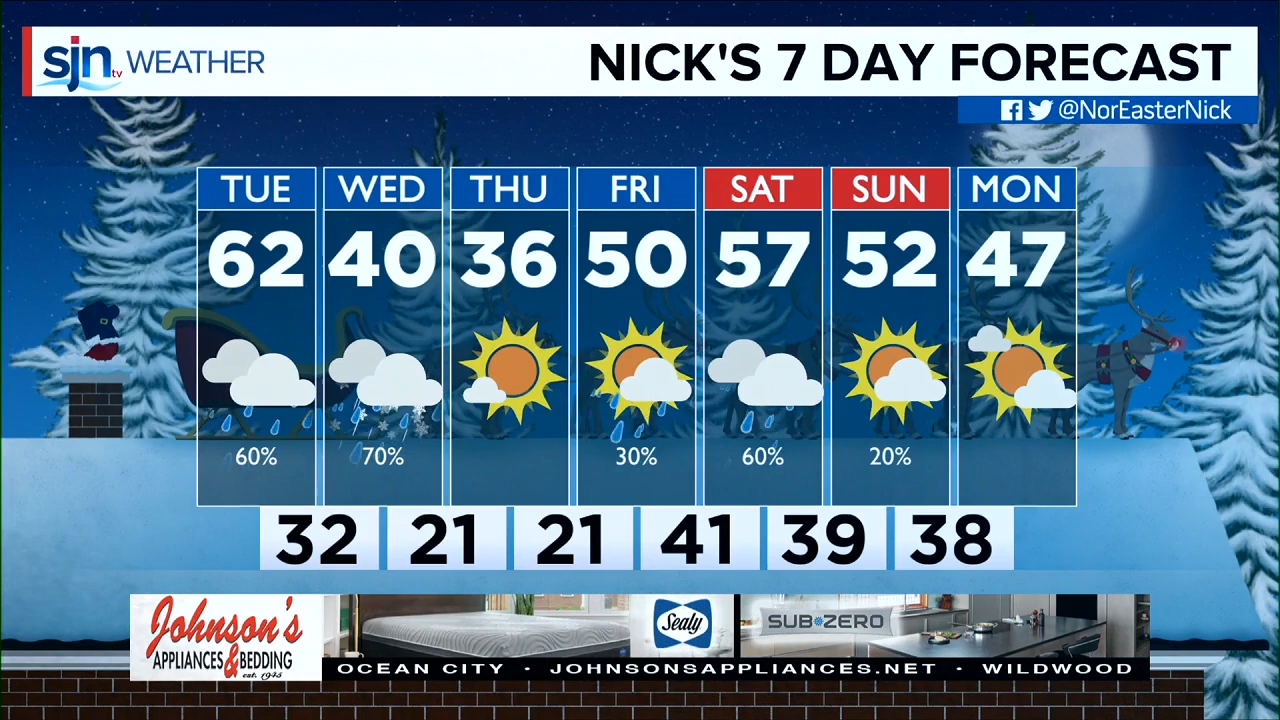 sjn tv WEATHER
NICK'S 7 DAY FORECAST
@NorEasterNick
TUE WED THU FRI SAT SUN MON
62 40 36 50 57 52 47
60% 70% 30% 60% 20%
32 21 21 41 39 38
Johnson's
APPLIANCES & BEDDING
est. 1945
Sealy
SUB ZERO
OCEAN CITY · JOHNSONSAPPLIANCES.NET · WILDWOOD